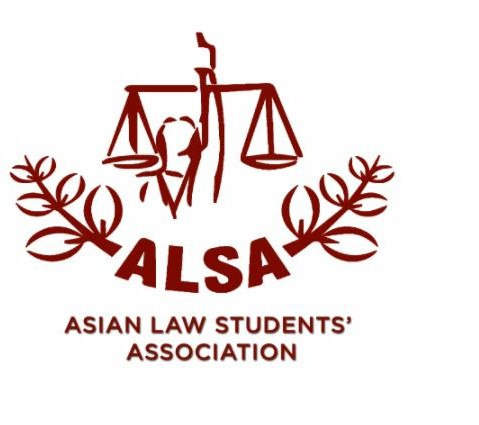 ALSA
ASIAN LAW STUDENTS’
ASSOCIATION